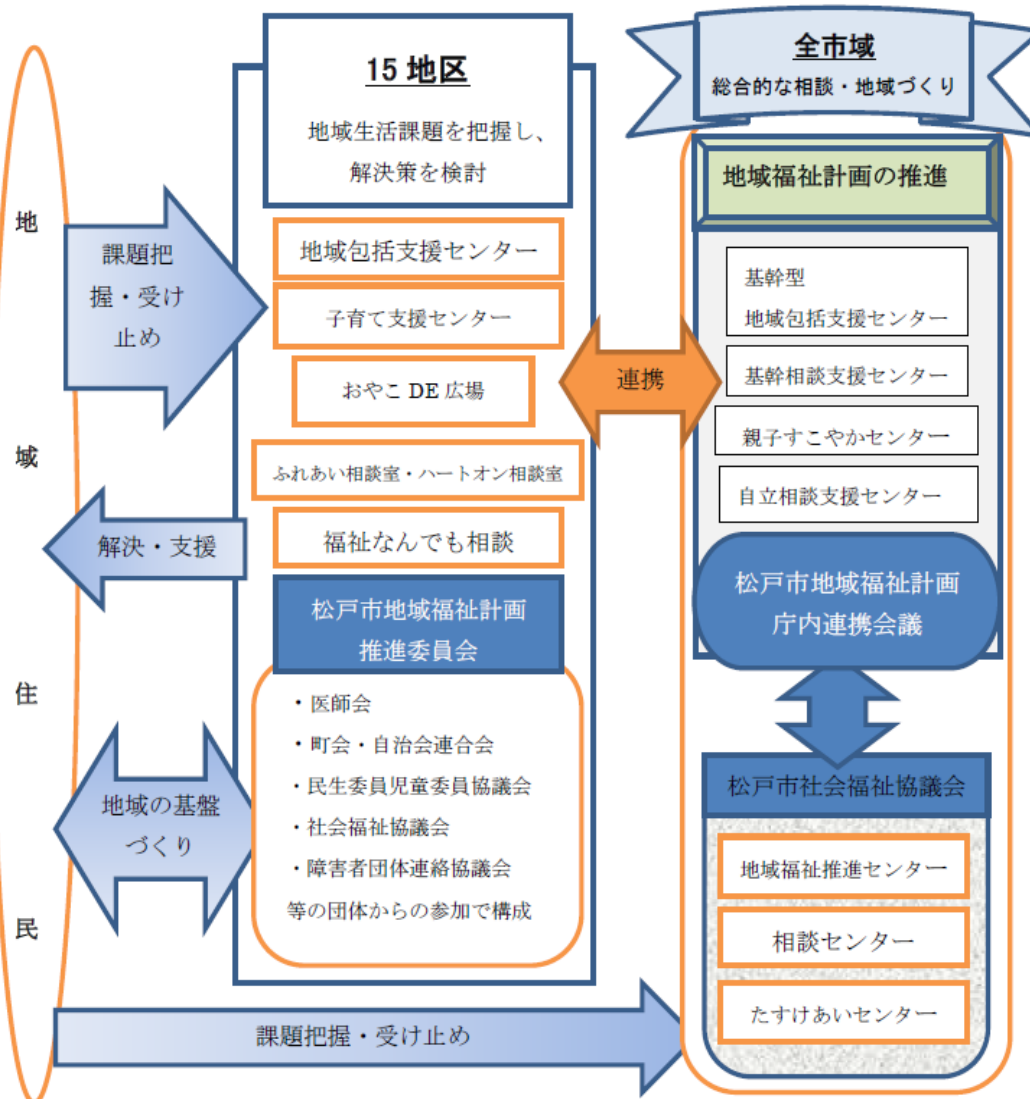 地
域
住
民
課題把
握・受け
止め
解決・支援
地域の基盤
づくり
課題把握・受け止め
15 地区
地域生活課題を把握し、
解決策を検討
地域包括支援センター
子育て支援センター
おやこ DE 広場
ふれあい相談室・ハートオン相談室
福祉なんでも相談
松戸市地域福祉計画
推進委員会
・医師会
・町会・自治会連合会
・民生委員児童委員協議会
・社会福祉協議会
・障害者団体連絡協議会
等の団体からの参加で構成
連携
全市域
総合的な相談・地域づくり
地域福祉計画の推進
基幹型
地域包括支援センター
基幹相談支援センター
親子すこやかセンター
自立相談支援センター
松戸市地域福祉計画
庁内連携会議
松戸市社会福祉協議会
地域福祉推進センター
相談センター
たすけあいセンター